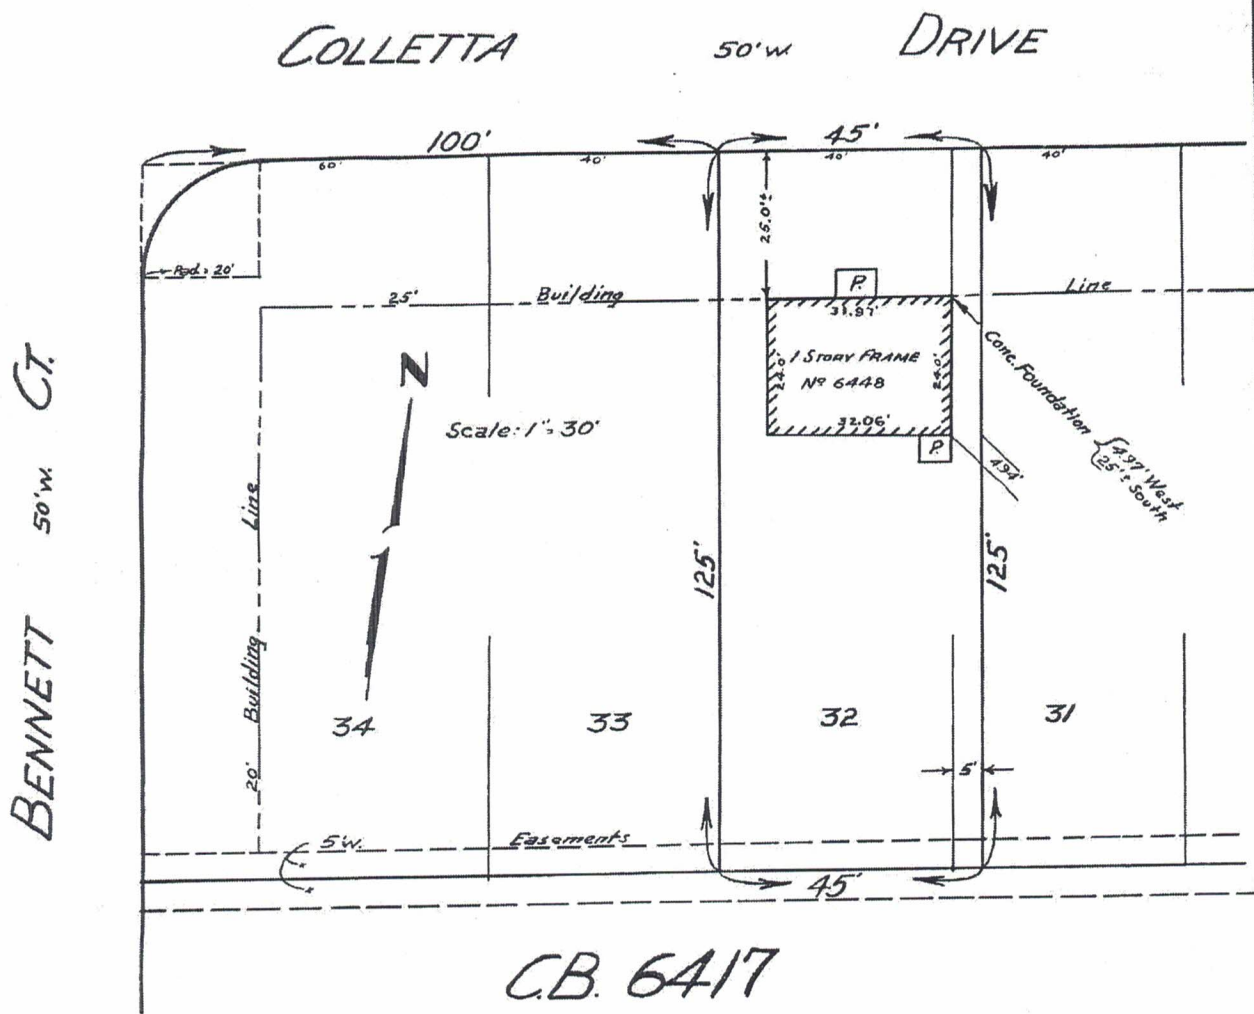 COLLETTA 50'w. DRIVE
100' 45'
60' 40' 40' 40'
Rad. = 20'
25.0'±
25' Building Line
P.
31.97'
1 STORY FRAME
Nº 6448
24.0' 24.0'
32.06'
P.
Conc. Foundation { 4.97' West
25'± South
4.94'
N
Scale: 1" = 30'
BENNETT 50'w. CT.
20' Building Line
125' 125'
34 33 32 31
5'
5'w. Easements
45'
C.B. 6417